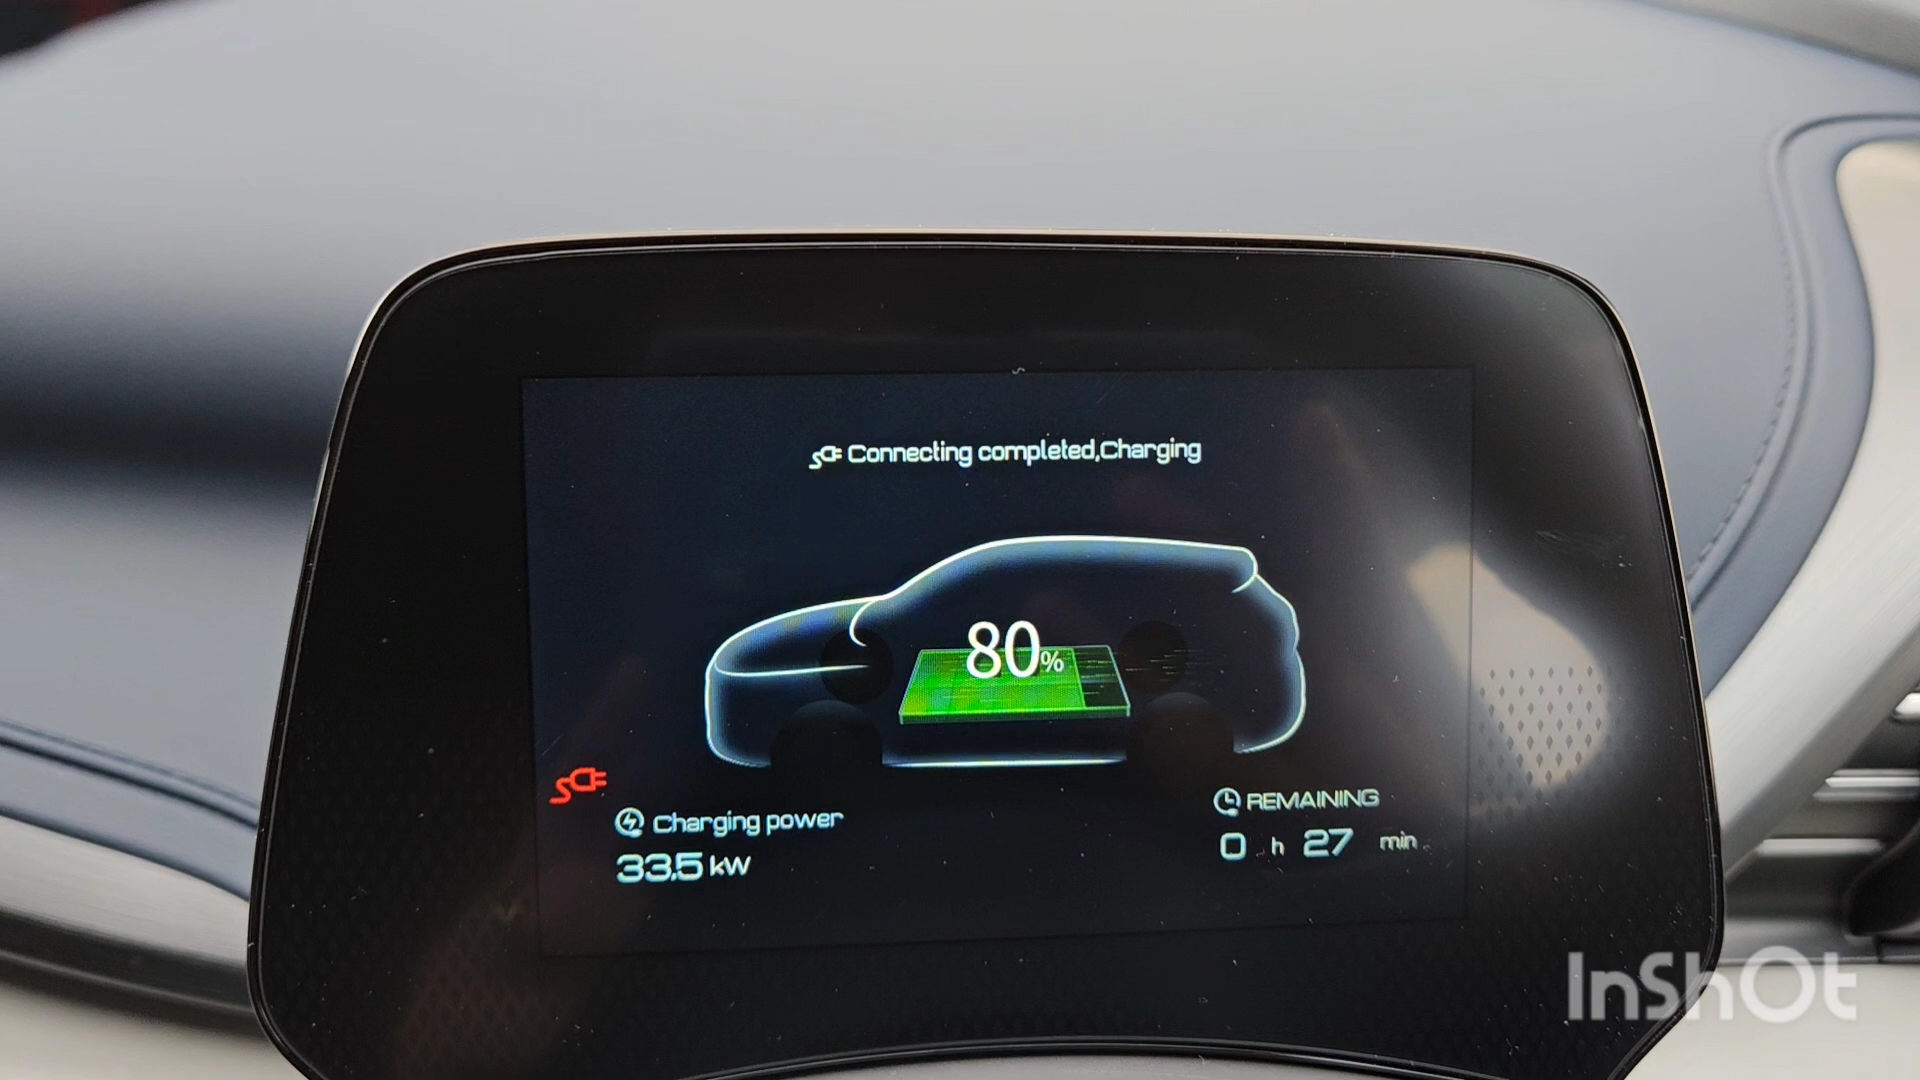 Connecting completed,Charging
80%
Charging power
33.5 kW
REMAINING
0 h 27 min
InShOt